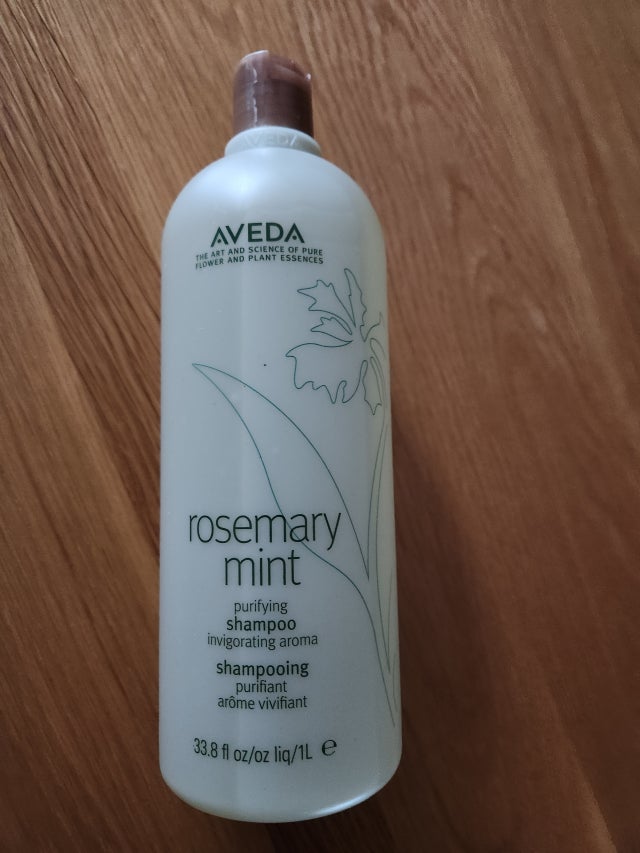 AVEDA
AVEDA
THE ART AND SCIENCE OF PURE
FLOWER AND PLANT ESSENCES
rosemary
mint
purifying
shampoo
invigorating aroma
shampooing
purifiant
arôme vivifiant
33.8 fl oz/oz liq/1L ℮